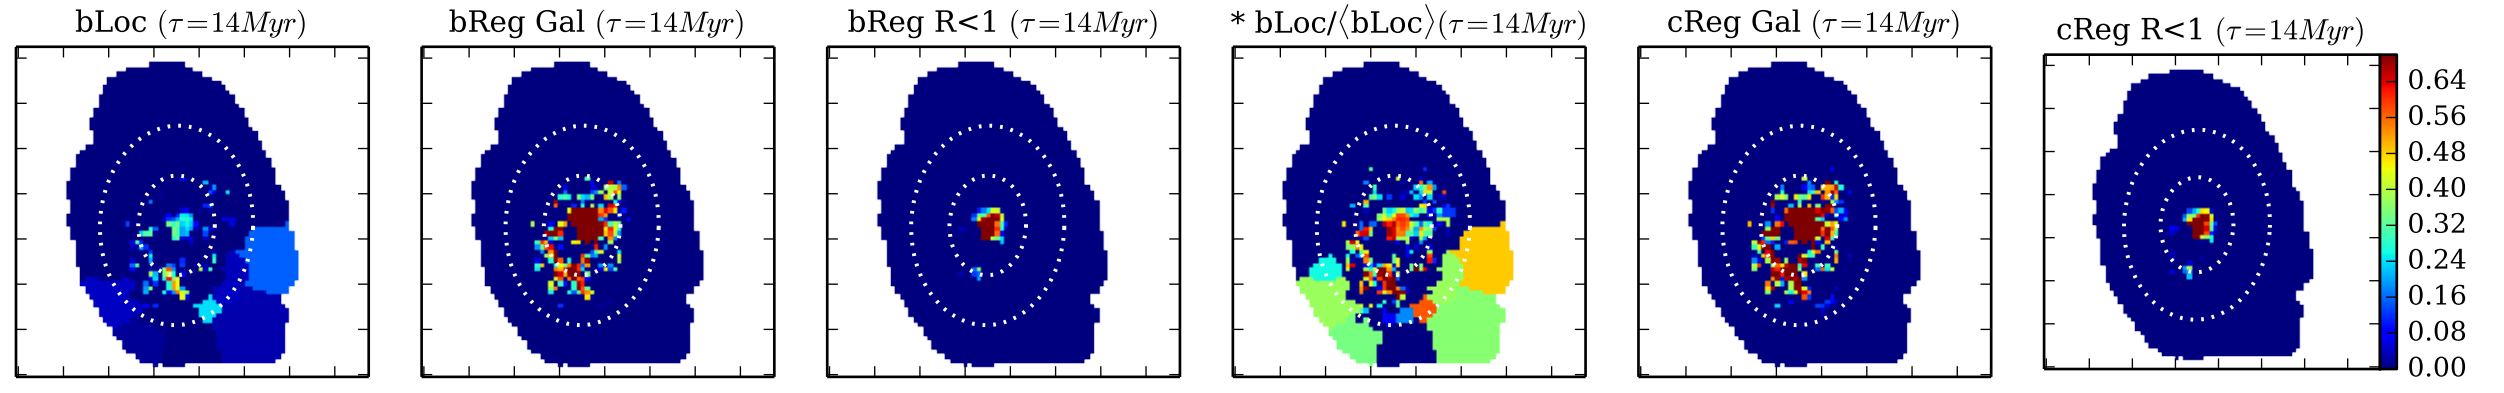 bLoc (τ=14Myr)
bReg Gal (τ=14Myr)
bReg R<1 (τ=14Myr)
* bLoc/⟨bLoc⟩(τ=14Myr)
cReg Gal (τ=14Myr)
cReg R<1 (τ=14Myr)
0.64
0.56
0.48
0.40
0.32
0.24
0.16
0.08
0.00